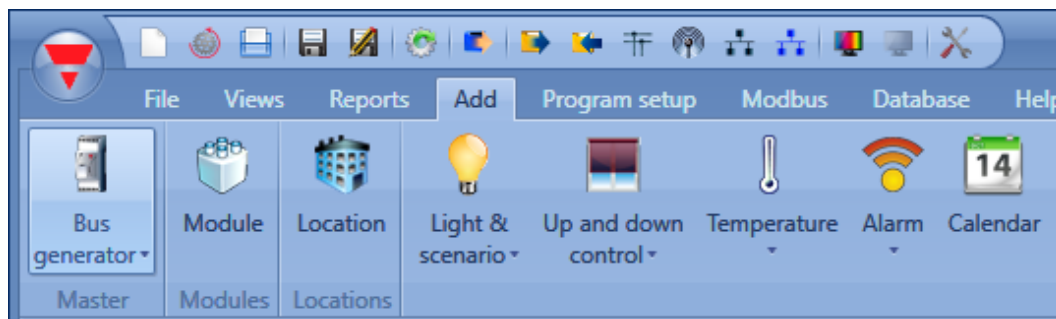 File Views Reports Add Program setup Modbus Database Help
14
Bus generator
Module
Location
Light & scenario
Up and down control
Temperature
Alarm
Calendar
Master Modules Locations